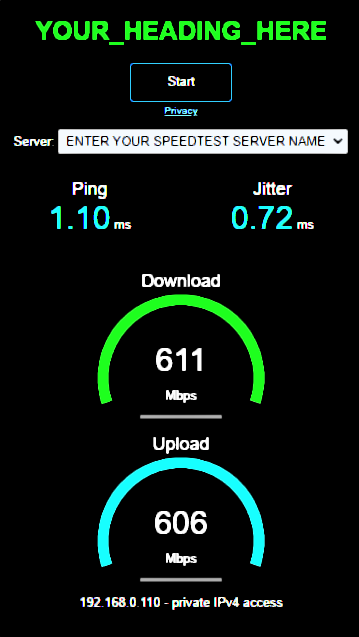 YOUR_HEADING_HERE
Start
Privacy
Server: ENTER YOUR SPEEDTEST SERVER NAME
Ping Jitter
1.10 ms 0.72 ms
Download
611
Mbps
Upload
606
Mbps
192.168.0.110 - private IPv4 access